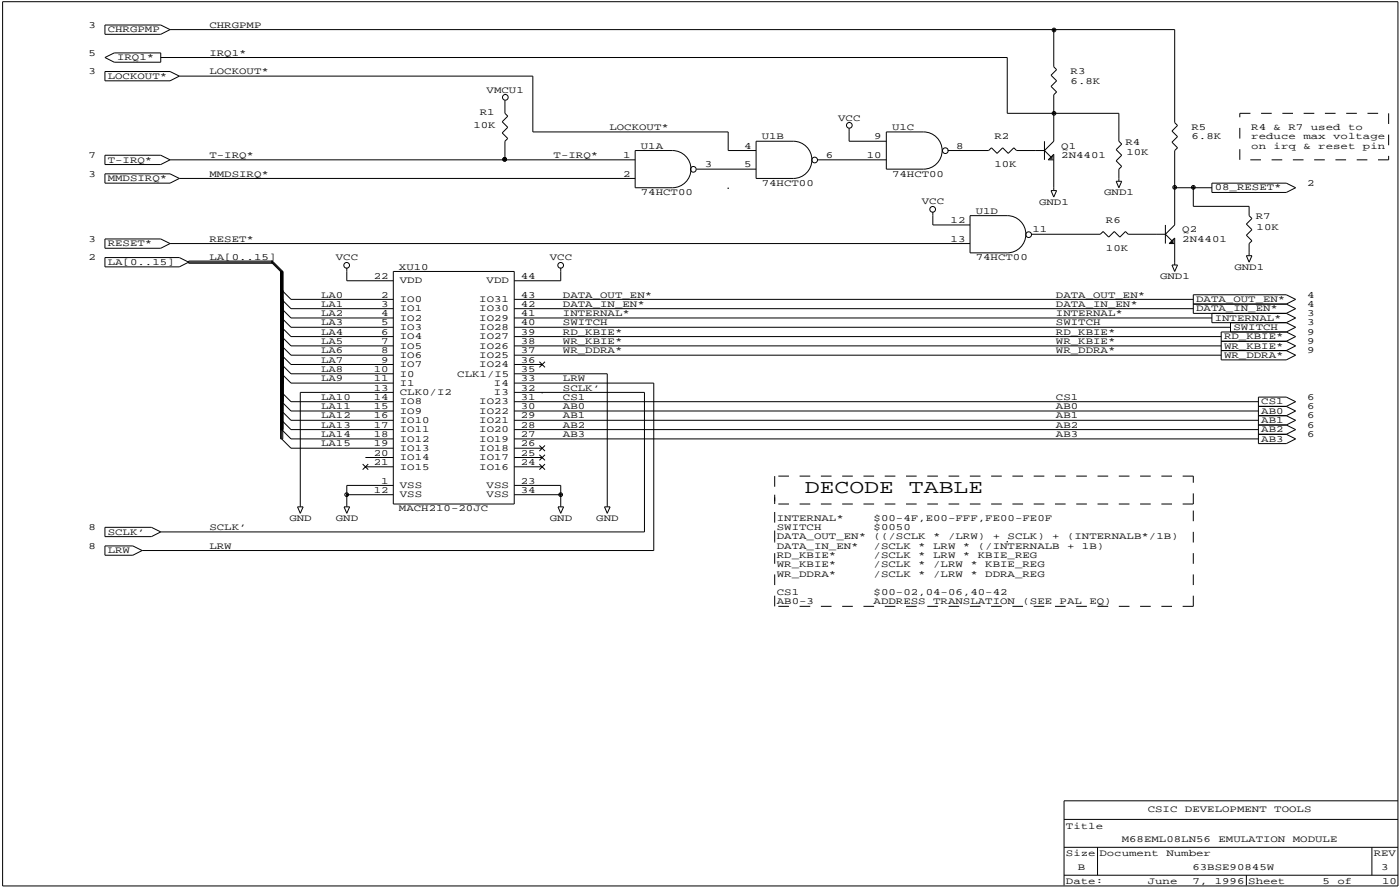 3 CHRGPMP CHRGPMP
5 IRQ1* IRQ1*
3 LOCKOUT* LOCKOUT*
R3
6.8K
VMCU1
R1
10K
LOCKOUT*
VCC
R5
6.8K
R4 & R7 used to
reduce max voltage
on irq & reset pin
7 T-IRQ* T-IRQ* T-IRQ*
3 MMDSIRQ* MMDSIRQ*
1
2
U1A
3
74HCT00
4
5
U1B
6
74HCT00
9
10
U1C
8
74HCT00
R2
10K
Q1
2N4401
R4
10K
GND1
GND1
08_RESET* 2
VCC
12
13
U1D
11
74HCT00
R6
10K
Q2
2N4401
R7
10K
GND1
GND1
3 RESET* RESET*
2 LA[0..15] LA[0..15]
VCC XU10 VCC
22 VDD VDD 44
LA0 2 IO0 IO31 43 DATA_OUT_EN* DATA_OUT_EN* DATA_OUT_EN* 4
LA1 3 IO1 IO30 42 DATA_IN_EN* DATA_IN_EN* DATA_IN_EN* 4
LA2 4 IO2 IO29 41 INTERNAL* INTERNAL* INTERNAL* 3
LA3 5 IO3 IO28 40 SWITCH SWITCH SWITCH 3
LA4 6 IO4 IO27 39 RD_KBIE* RD_KBIE* RD_KBIE* 9
LA5 7 IO5 IO26 38 WR_KBIE* WR_KBIE* WR_KBIE* 9
LA6 8 IO6 IO25 37 WR_DDRA* WR_DDRA* WR_DDRA* 9
LA7 9 IO7 IO24 36
LA8 10 I0 CLK1/I5 35
LA9 11 I1 I4 33 LRW
13 CLK0/I2 I3 32 SCLK'
LA10 14 IO8 IO23 31 CS1 CS1 CS1 6
LA11 15 IO9 IO22 30 AB0 AB0 AB0 6
LA12 16 IO10 IO21 29 AB1 AB1 AB1 6
LA13 17 IO11 IO20 28 AB2 AB2 AB2 6
LA14 18 IO12 IO19 27 AB3 AB3 AB3 6
LA15 19 IO13 IO18 26
20 IO14 IO17 25
21 IO15 IO16 24
1 VSS VSS 23
12 VSS VSS 34
MACH210-20JC
GND GND GND GND
8 SCLK' SCLK'
8 LRW LRW
DECODE TABLE
INTERNAL* $00-4F,E00-FFF,FE00-FE0F
SWITCH $0050
DATA_OUT_EN* ((/SCLK * /LRW) + SCLK) + (INTERNALB*/1B)
DATA_IN_EN* /SCLK * LRW * (/INTERNALB + 1B)
RD_KBIE* /SCLK * LRW * KBIE_REG
WR_KBIE* /SCLK * /LRW * KBIE_REG
WR_DDRA* /SCLK * /LRW * DDRA_REG
CS1 $00-02,04-06,40-42
AB0-3 ADDRESS TRANSLATION (SEE PAL EQ)
CSIC DEVELOPMENT TOOLS
Title
M68EML08LN56 EMULATION MODULE
Size Document Number REV
B 63BSE90845W 3
Date: June 7, 1996 Sheet 5 of 10